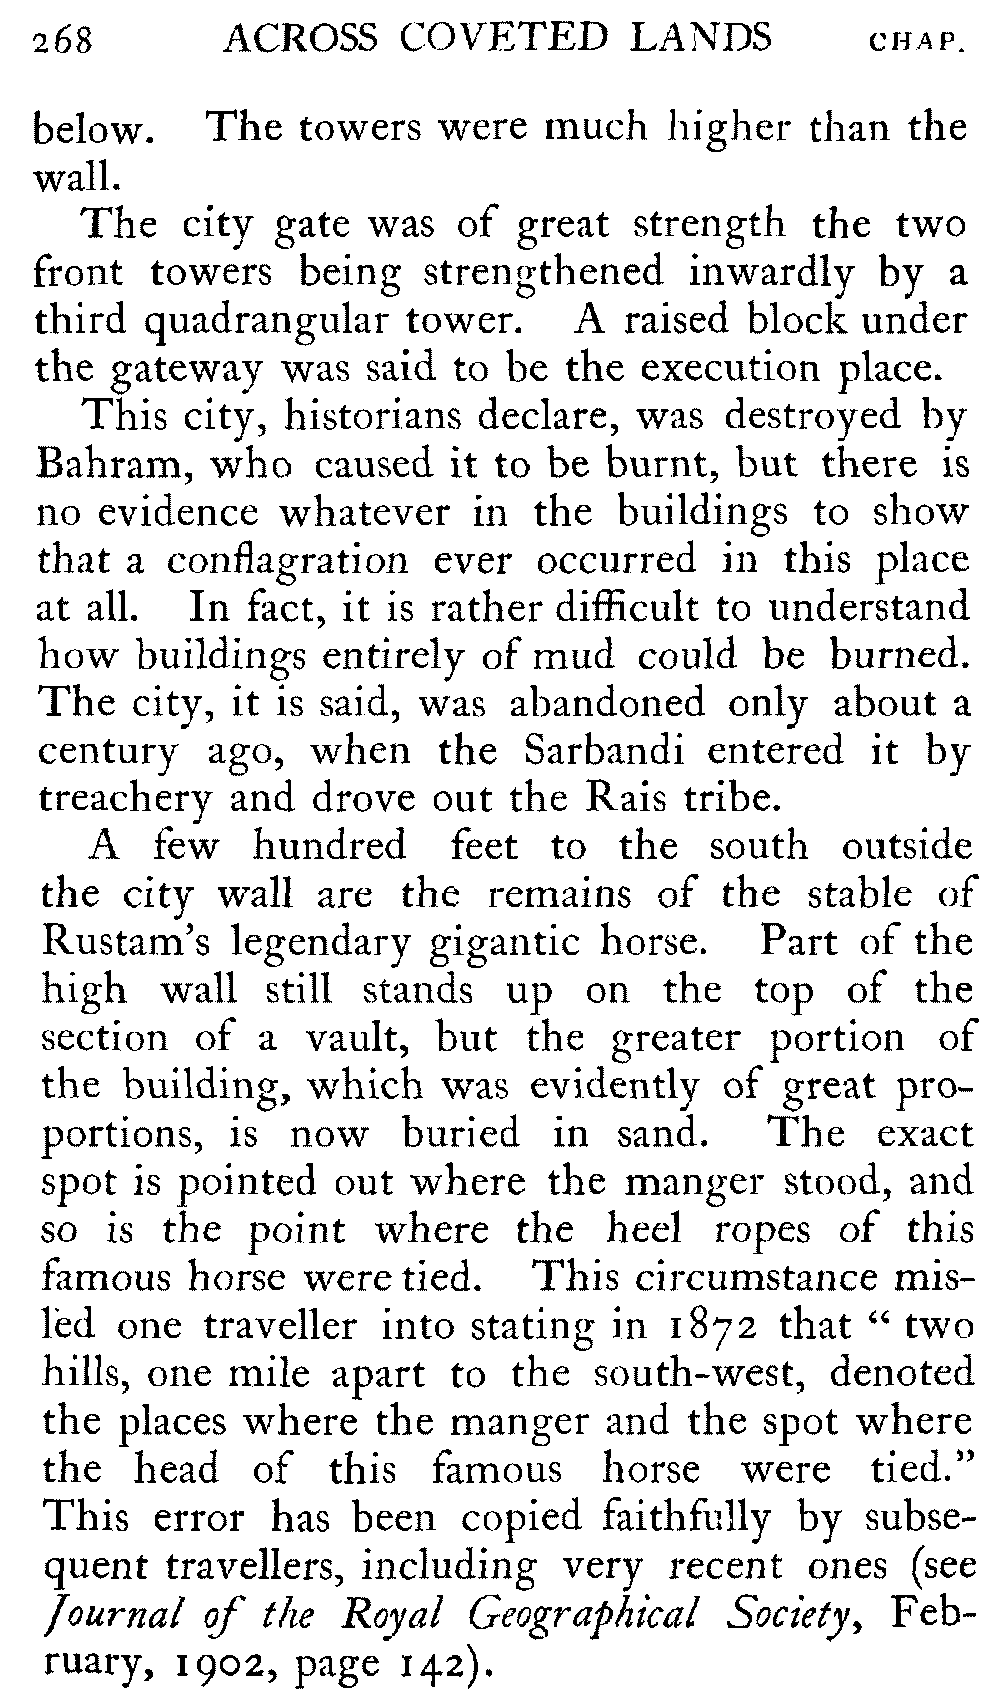 268 ACROSS COVETED LANDS CHAP.
below. The towers were much higher than the
wall.
The city gate was of great strength the two
front towers being strengthened inwardly by a
third quadrangular tower. A raised block under
the gateway was said to be the execution place.
This city, historians declare, was destroyed by
Bahram, who caused it to be burnt, but there is
no evidence whatever in the buildings to show
that a conflagration ever occurred in this place
at all. In fact, it is rather difficult to understand
how buildings entirely of mud could be burned.
The city, it is said, was abandoned only about a
century ago, when the Sarbandi entered it by
treachery and drove out the Rais tribe.
A few hundred feet to the south outside
the city wall are the remains of the stable of
Rustam's legendary gigantic horse. Part of the
high wall still stands up on the top of the
section of a vault, but the greater portion of
the building, which was evidently of great pro-
portions, is now buried in sand. The exact
spot is pointed out where the manger stood, and
so is the point where the heel ropes of this
famous horse were tied. This circumstance mis-
led one traveller into stating in 1872 that “ two
hills, one mile apart to the south-west, denoted
the places where the manger and the spot where
the head of this famous horse were tied.”
This error has been copied faithfully by subse-
quent travellers, including very recent ones (see
Journal of the Royal Geographical Society, Feb-
ruary, 1902, page 142).